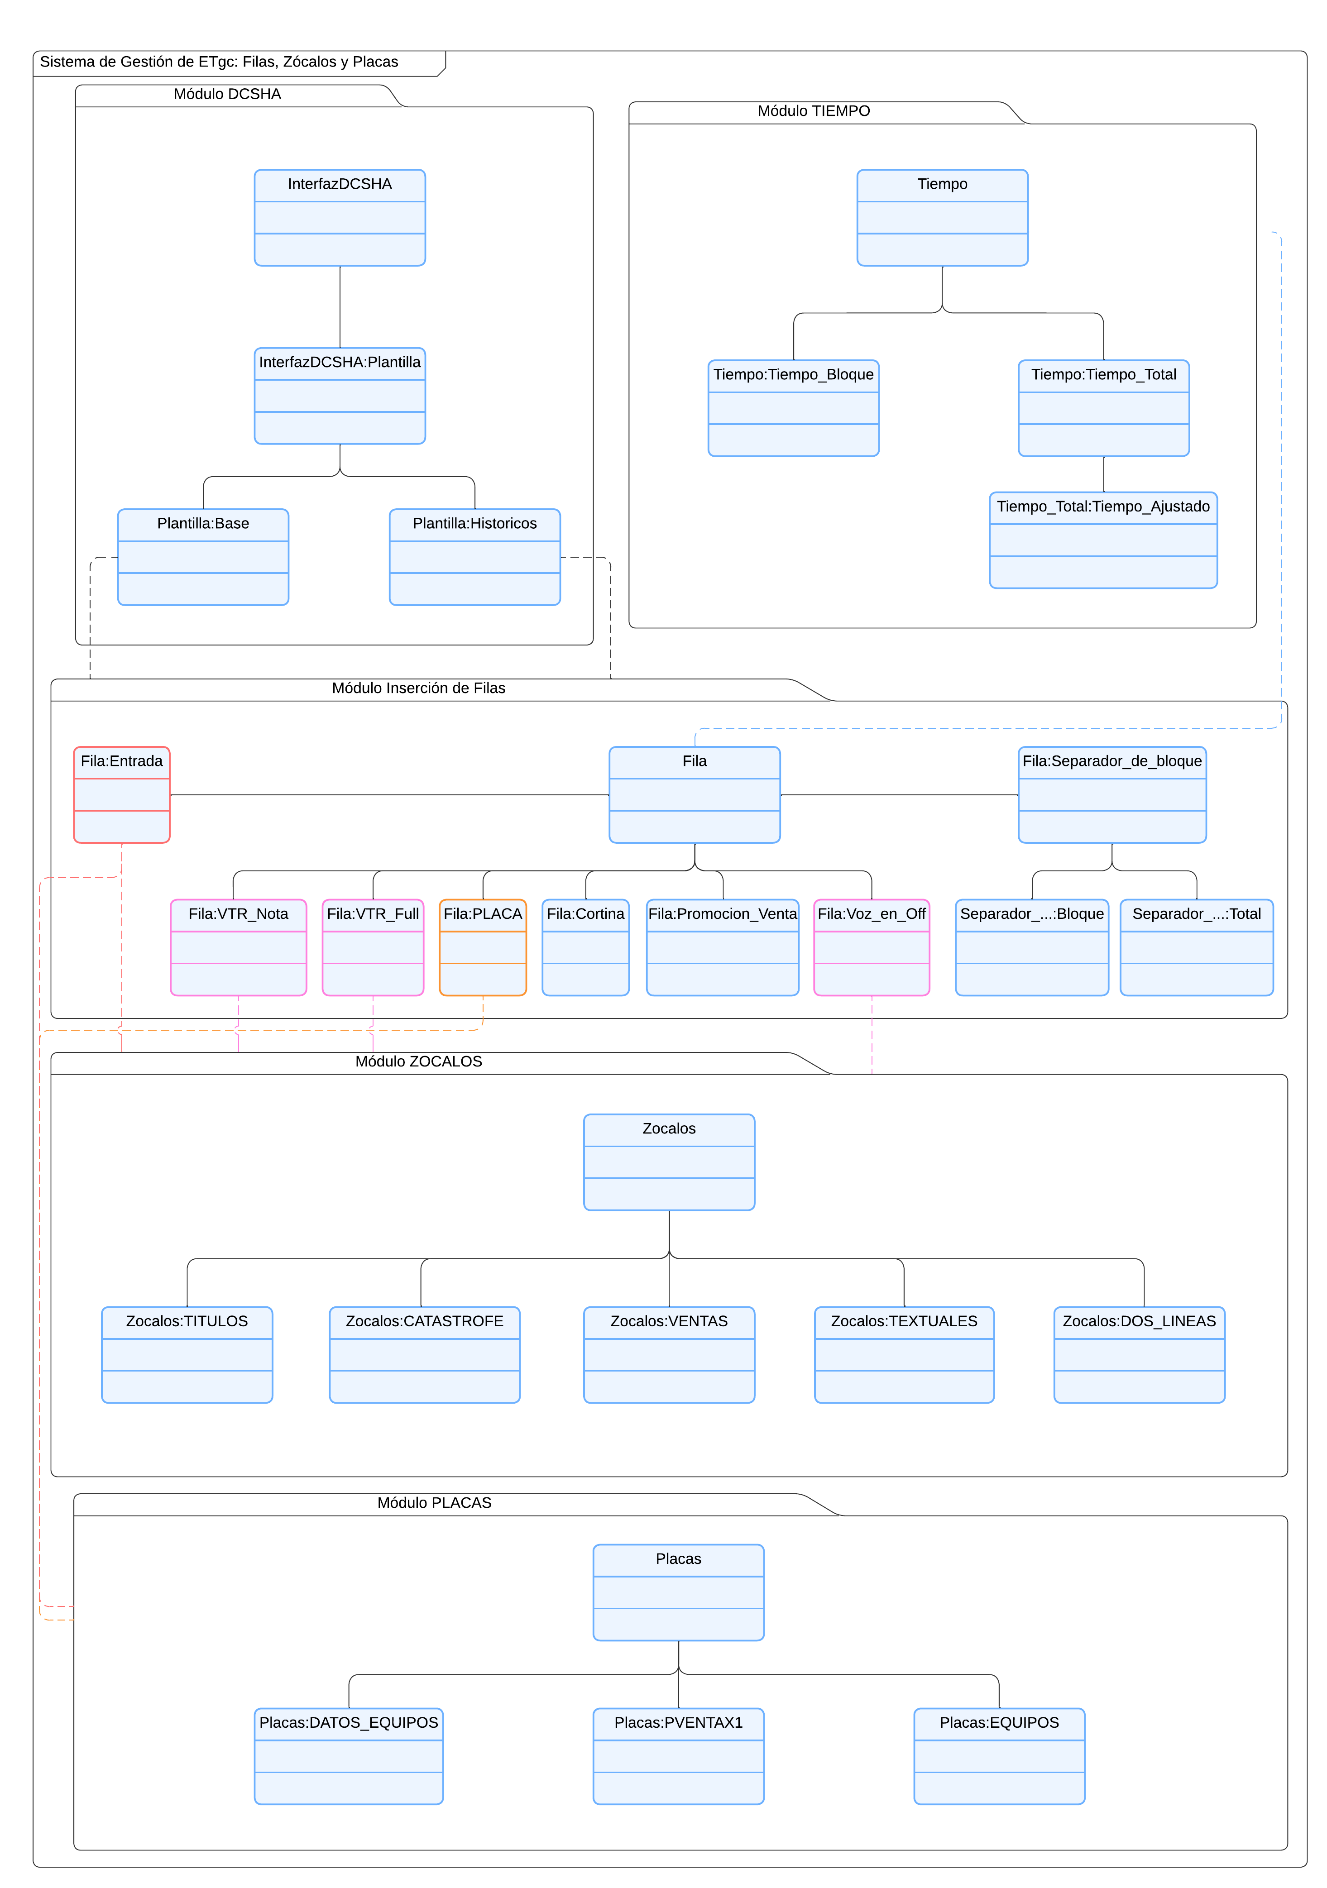 Sistema de Gestión de ETgc: Filas, Zócalos y Placas
Módulo DCSHA
InterfazDCSHA
InterfazDCSHA:Plantilla
Plantilla:Base
Plantilla:Historicos
Módulo TIEMPO
Tiempo
Tiempo:Tiempo_Bloque
Tiempo:Tiempo_Total
Tiempo_Total:Tiempo_Ajustado
Módulo Inserción de Filas
Fila:Entrada
Fila
Fila:Separador_de_bloque
Fila:VTR_Nota
Fila:VTR_Full
Fila:PLACA
Fila:Cortina
Fila:Promocion_Venta
Fila:Voz_en_Off
Separador_...:Bloque
Separador_...:Total
Módulo ZOCALOS
Zocalos
Zocalos:TITULOS
Zocalos:CATASTROFE
Zocalos:VENTAS
Zocalos:TEXTUALES
Zocalos:DOS_LINEAS
Módulo PLACAS
Placas
Placas:DATOS_EQUIPOS
Placas:PVENTAX1
Placas:EQUIPOS